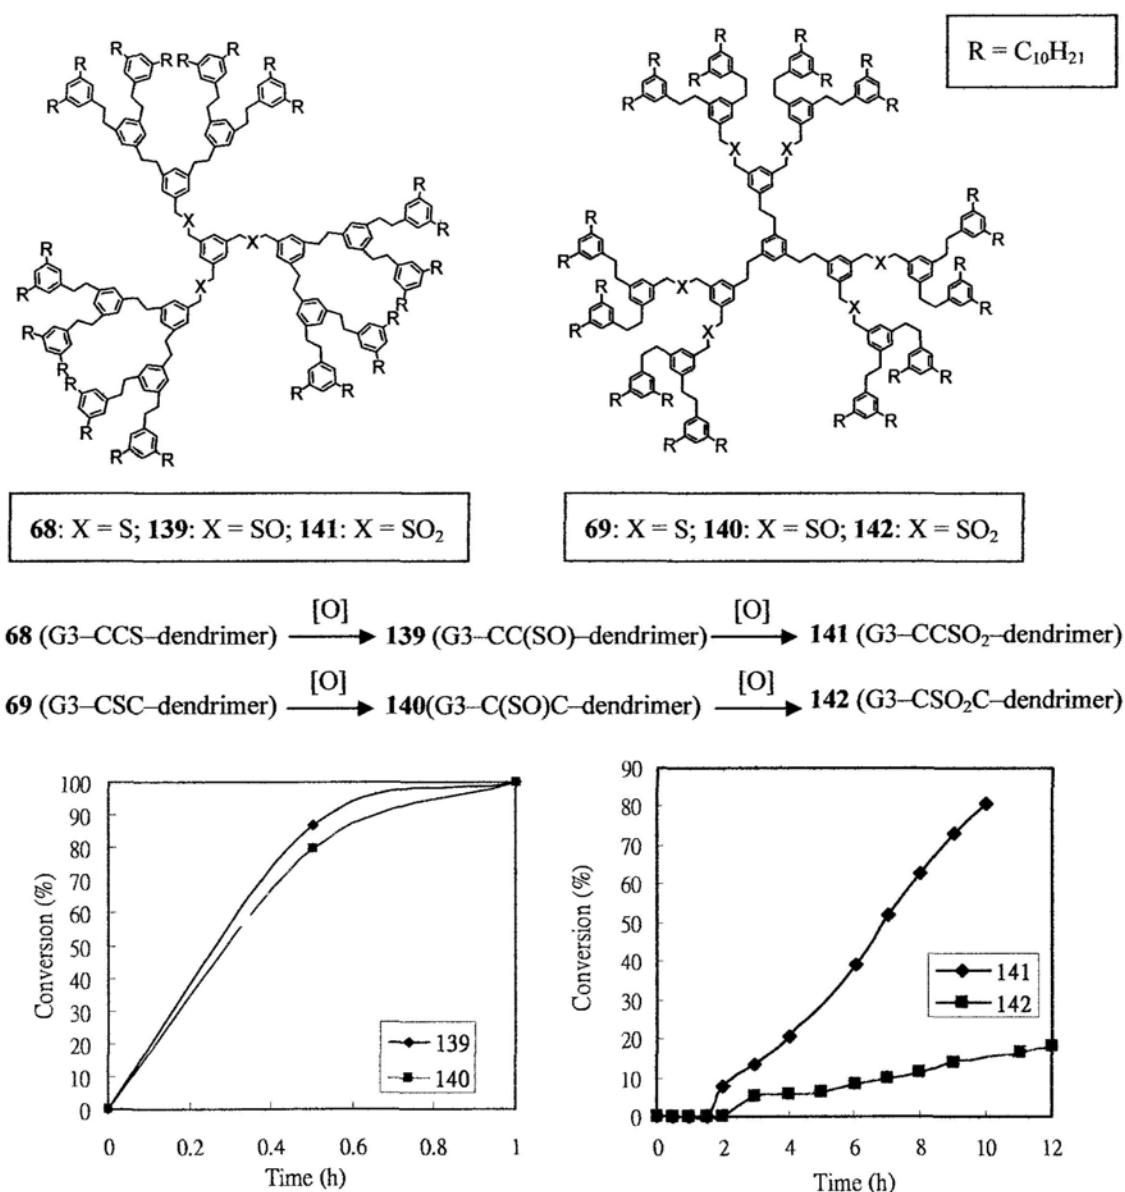 R = C₁₀H₂₁
R R R R
R R R R
R R R R
R R R R
X X X
X X X X X X
R R R R R R R R
R R R R R R R R
R R R R R R R R
R R R R R R R R
68: X = S; 139: X = SO; 141: X = SO₂
69: X = S; 140: X = SO; 142: X = SO₂
[O] [O]
68 (G3–CCS–dendrimer) 139 (G3–CC(SO)–dendrimer) 141 (G3–CCSO₂–dendrimer)
[O] [O]
69 (G3–CSC–dendrimer) 140(G3–C(SO)C–dendrimer) 142 (G3–CSO₂C–dendrimer)
Conversion (%)
100
90
80
70
60
50
40
30
20
10
0
0 0.2 0.4 0.6 0.8 1
Time (h)
139
140
Conversion (%)
90
80
70
60
50
40
30
20
10
0
0 2 4 6 8 10 12
Time (h)
141
142